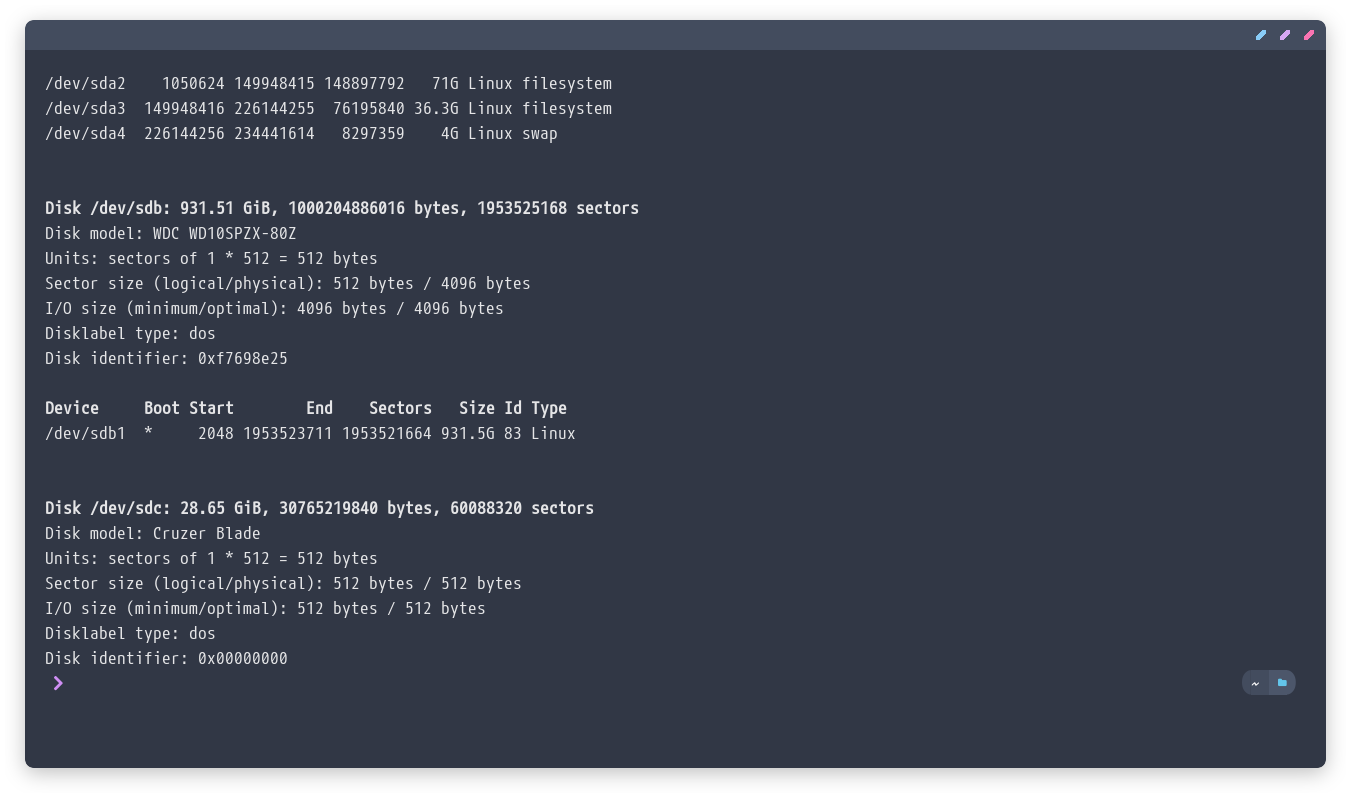 /dev/sda2    1050624 149948415 148897792   71G Linux filesystem
/dev/sda3  149948416 226144255  76195840 36.3G Linux filesystem
/dev/sda4  226144256 234441614   8297359    4G Linux swap
Disk /dev/sdb: 931.51 GiB, 1000204886016 bytes, 1953525168 sectors
Disk model: WDC WD10SPZX-80Z
Units: sectors of 1 * 512 = 512 bytes
Sector size (logical/physical): 512 bytes / 4096 bytes
I/O size (minimum/optimal): 4096 bytes / 4096 bytes
Disklabel type: dos
Disk identifier: 0xf7698e25
Device     Boot Start        End    Sectors   Size Id Type
/dev/sdb1  *     2048 1953523711 1953521664 931.5G 83 Linux
Disk /dev/sdc: 28.65 GiB, 30765219840 bytes, 60088320 sectors
Disk model: Cruzer Blade
Units: sectors of 1 * 512 = 512 bytes
Sector size (logical/physical): 512 bytes / 512 bytes
I/O size (minimum/optimal): 512 bytes / 512 bytes
Disklabel type: dos
Disk identifier: 0x00000000
❯ ~